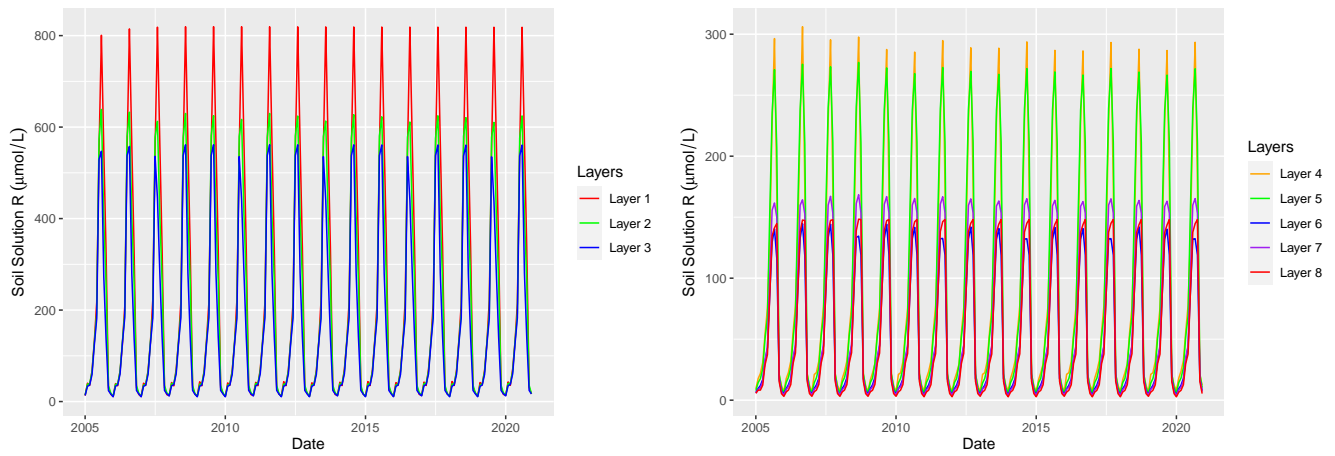 Soil Solution R (μmol/L)
800
600
400
200
0
2005
2010
2015
2020
Date
Layers
Layer 1
Layer 2
Layer 3
Soil Solution R (μmol/L)
300
200
100
0
2005
2010
2015
2020
Date
Layers
Layer 4
Layer 5
Layer 6
Layer 7
Layer 8